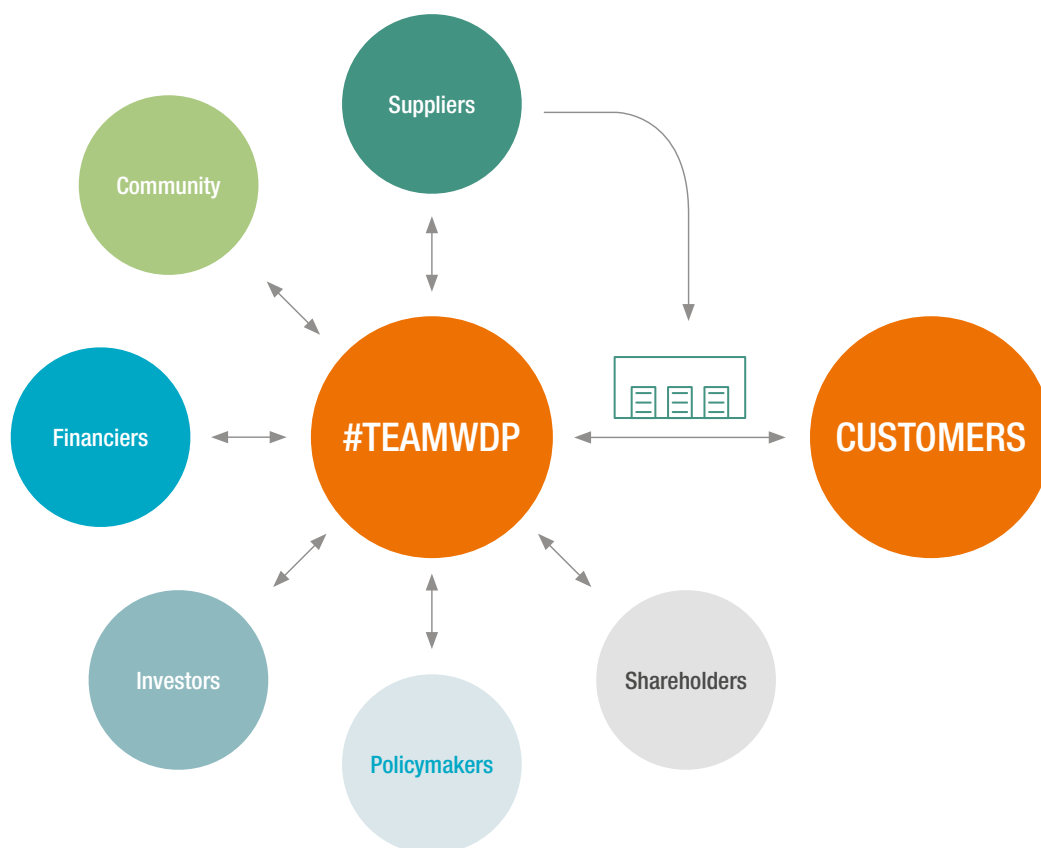 Suppliers
Community
Financiers
#TEAMWDP
CUSTOMERS
Investors
Shareholders
Policymakers